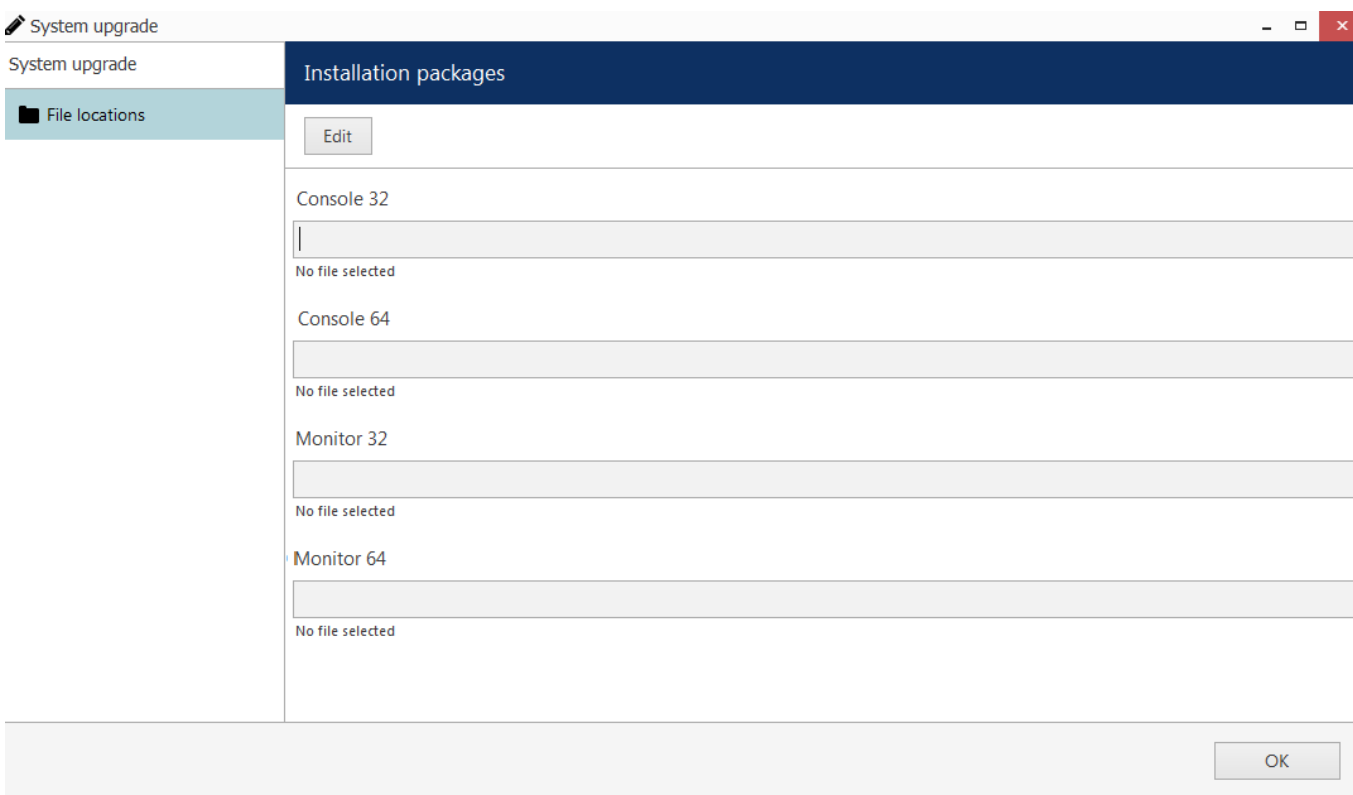 System upgrade
System upgrade
File locations
Installation packages
Edit
Console 32
No file selected
Console 64
No file selected
Monitor 32
No file selected
Monitor 64
No file selected
OK